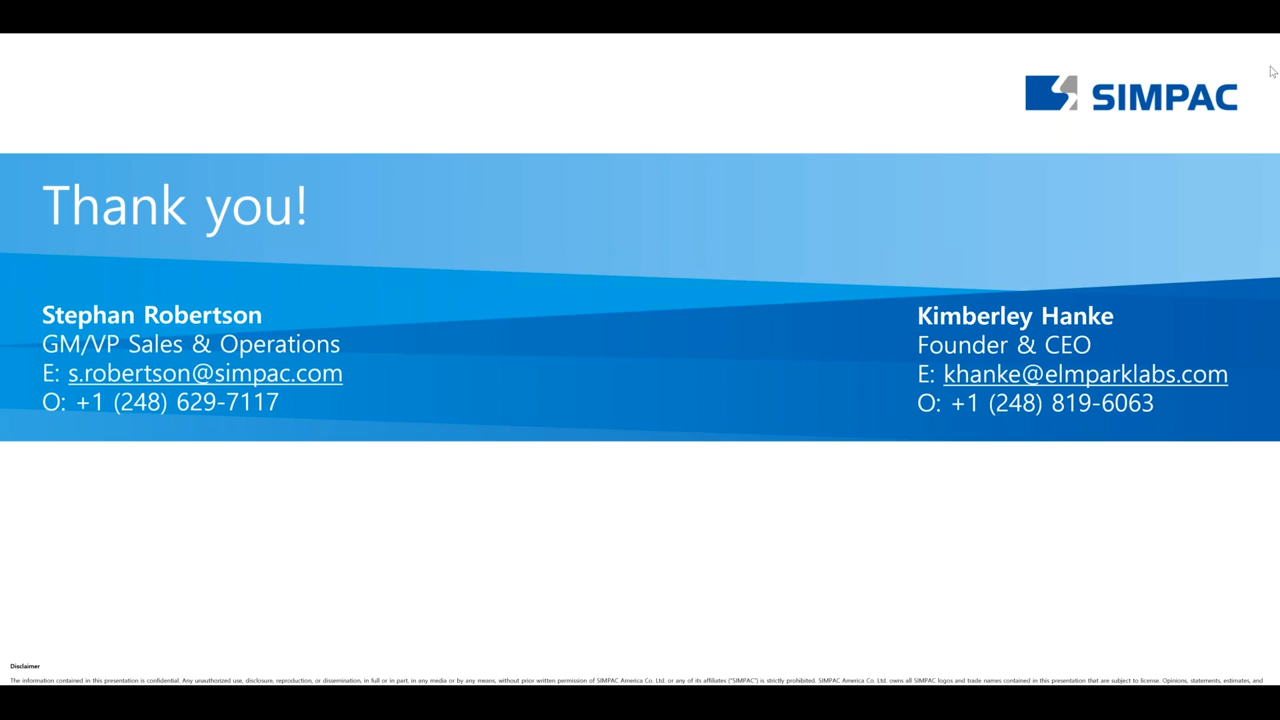 SIMPAC
Thank you!
Stephan Robertson
GM/VP Sales & Operations
E: s.robertson@simpac.com
O: +1 (248) 629-7117
Kimberley Hanke
Founder & CEO
E: khanke@elmparklabs.com
O: +1 (248) 819-6063
Disclaimer
The information contained in this presentation is confidential. Any unauthorized use, disclosure, reproduction, or dissemination, in full or in part, in any media or by any means, without prior written permission of SIMPAC America Co. Ltd. or any of its affiliates ("SIMPAC") is strictly prohibited. SIMPAC America Co. Ltd. owns all SIMPAC logos and trade names contained in this presentation that are subject to license. Opinions, statements, estimates, and